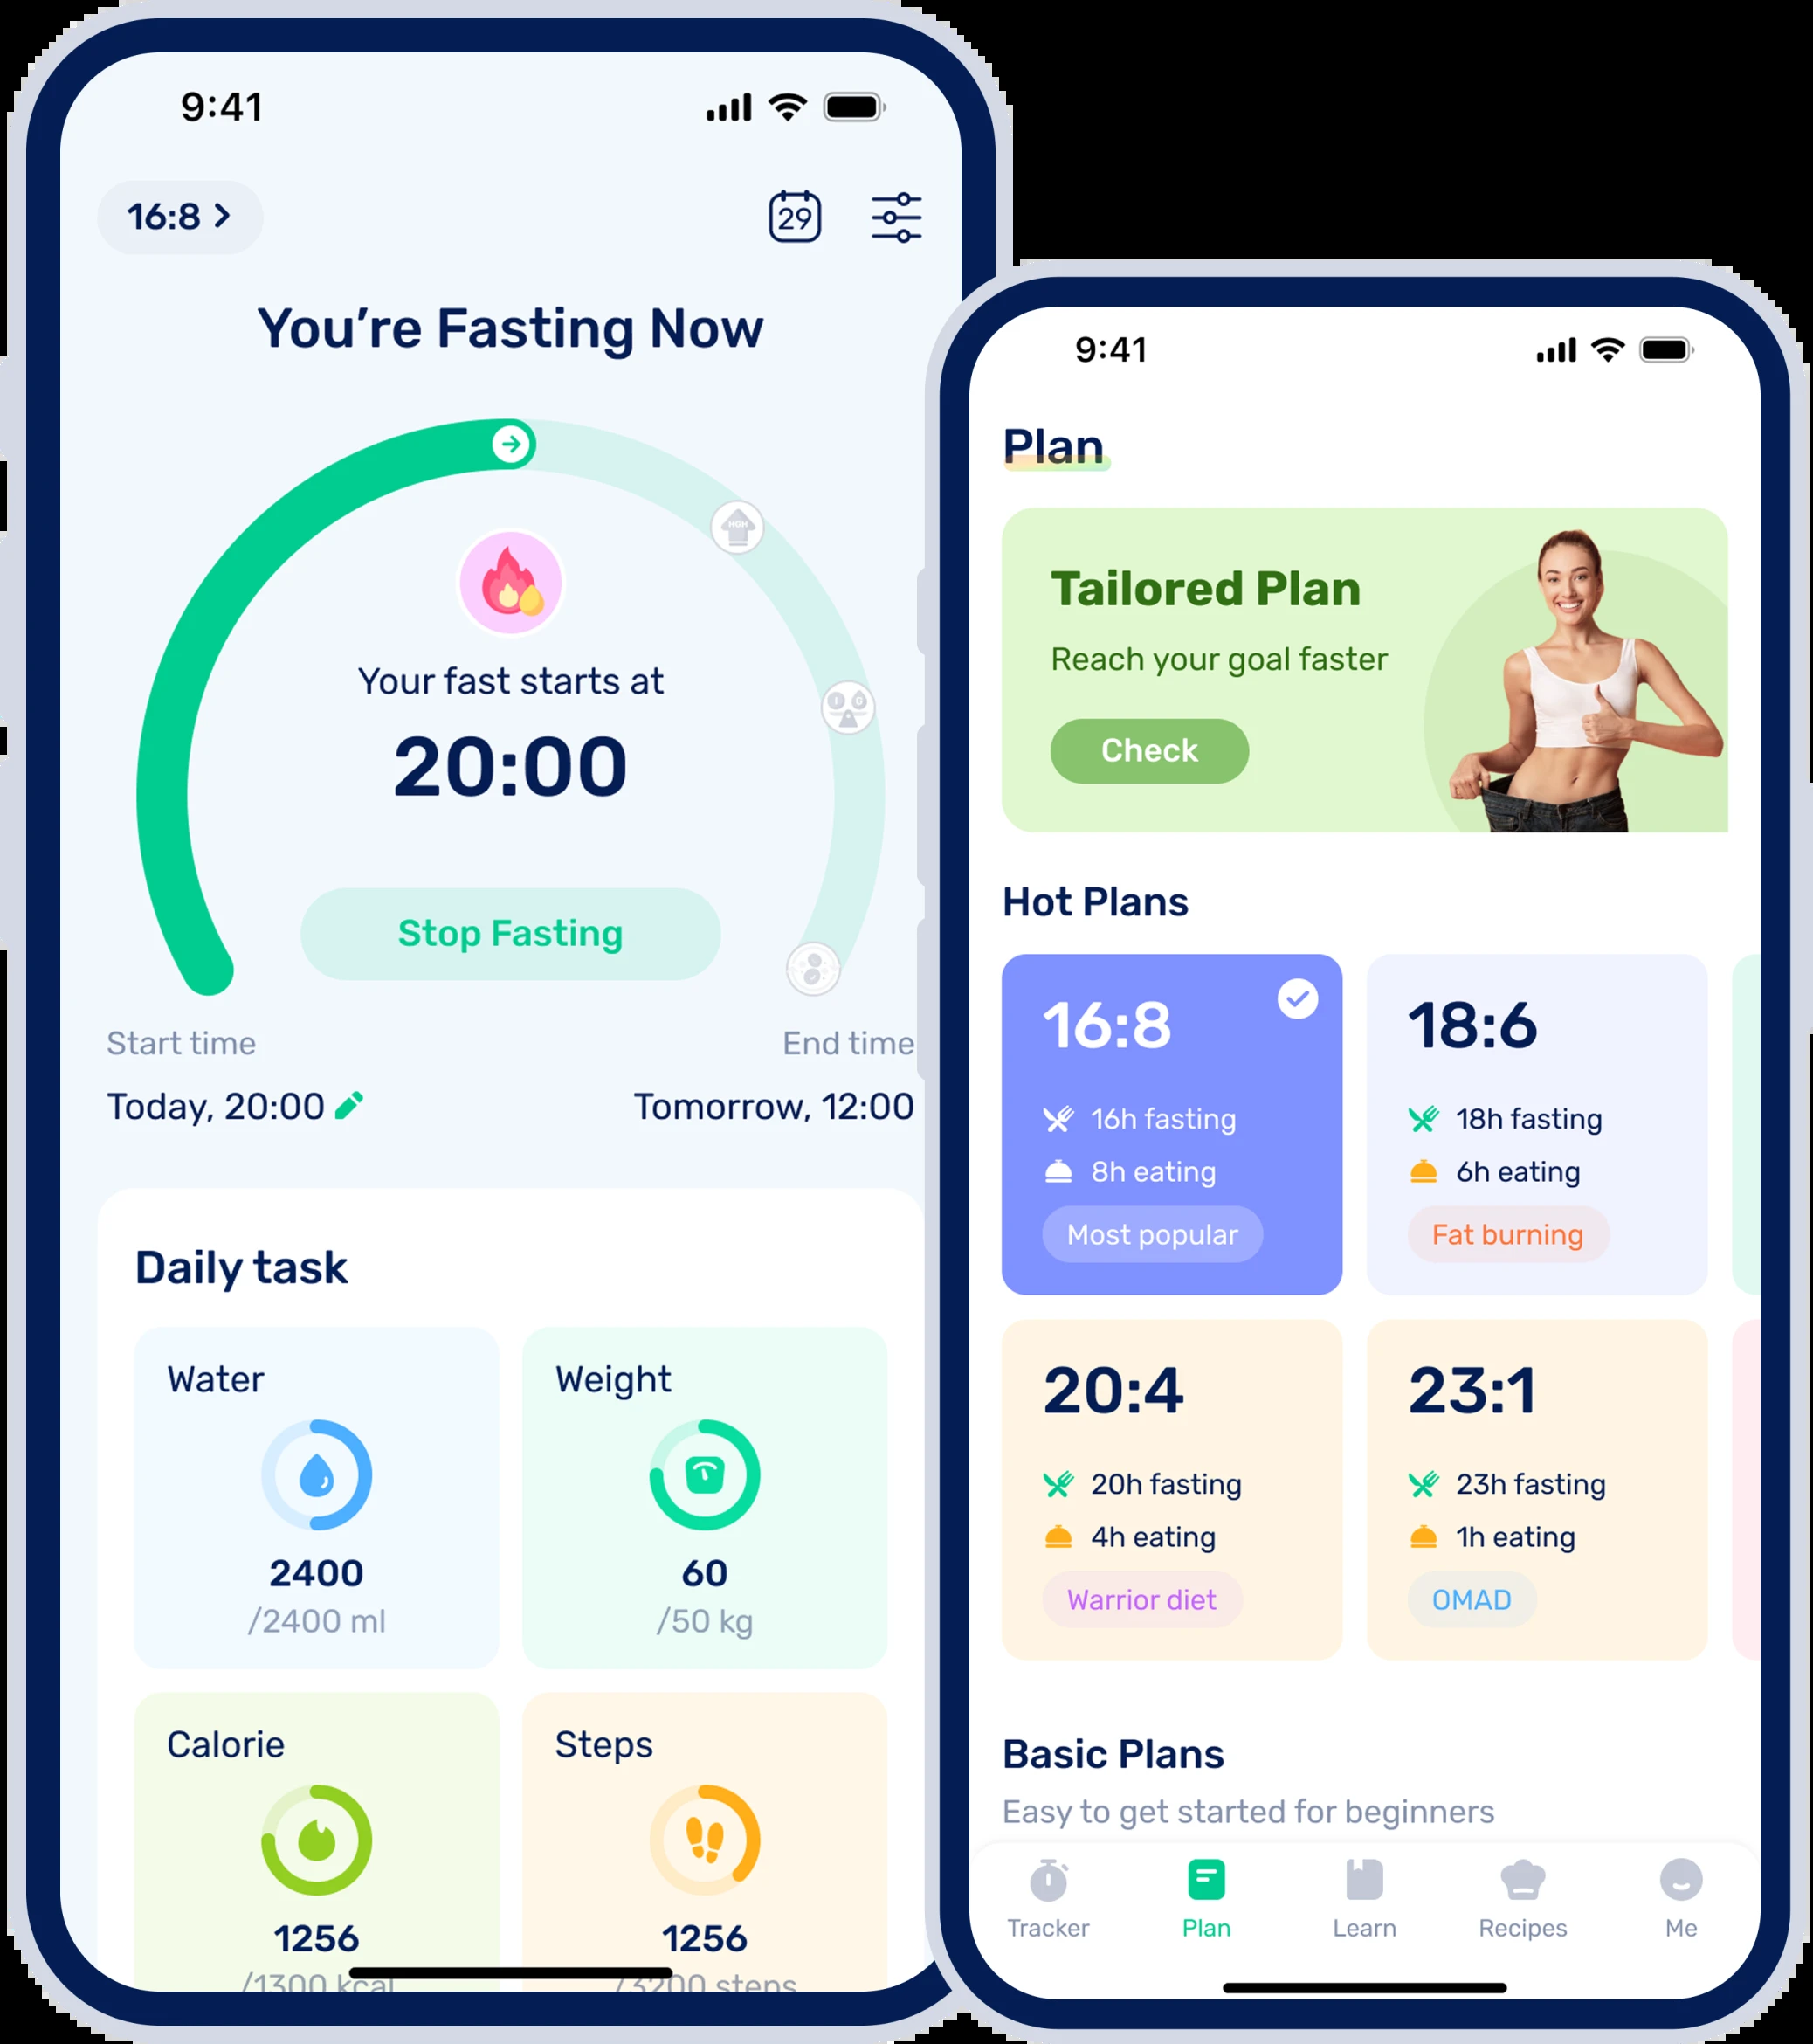 9:41
16:8
29
You’re Fasting Now
HGH
Your fast starts at
20:00
Stop Fasting
Start time
End time
Today, 20:00
Tomorrow, 12:00
Daily task
Water
Weight
2400
/2400 ml
60
/50 kg
Calorie
Steps
1256
/1300 kcal
1256
/3200 steps
9:41
Plan
Tailored Plan
Reach your goal faster
Check
Hot Plans
16:8
16h fasting
8h eating
Most popular
18:6
18h fasting
6h eating
Fat burning
20:4
20h fasting
4h eating
Warrior diet
23:1
23h fasting
1h eating
OMAD
Basic Plans
Easy to get started for beginners
Tracker
Plan
Learn
Recipes
Me